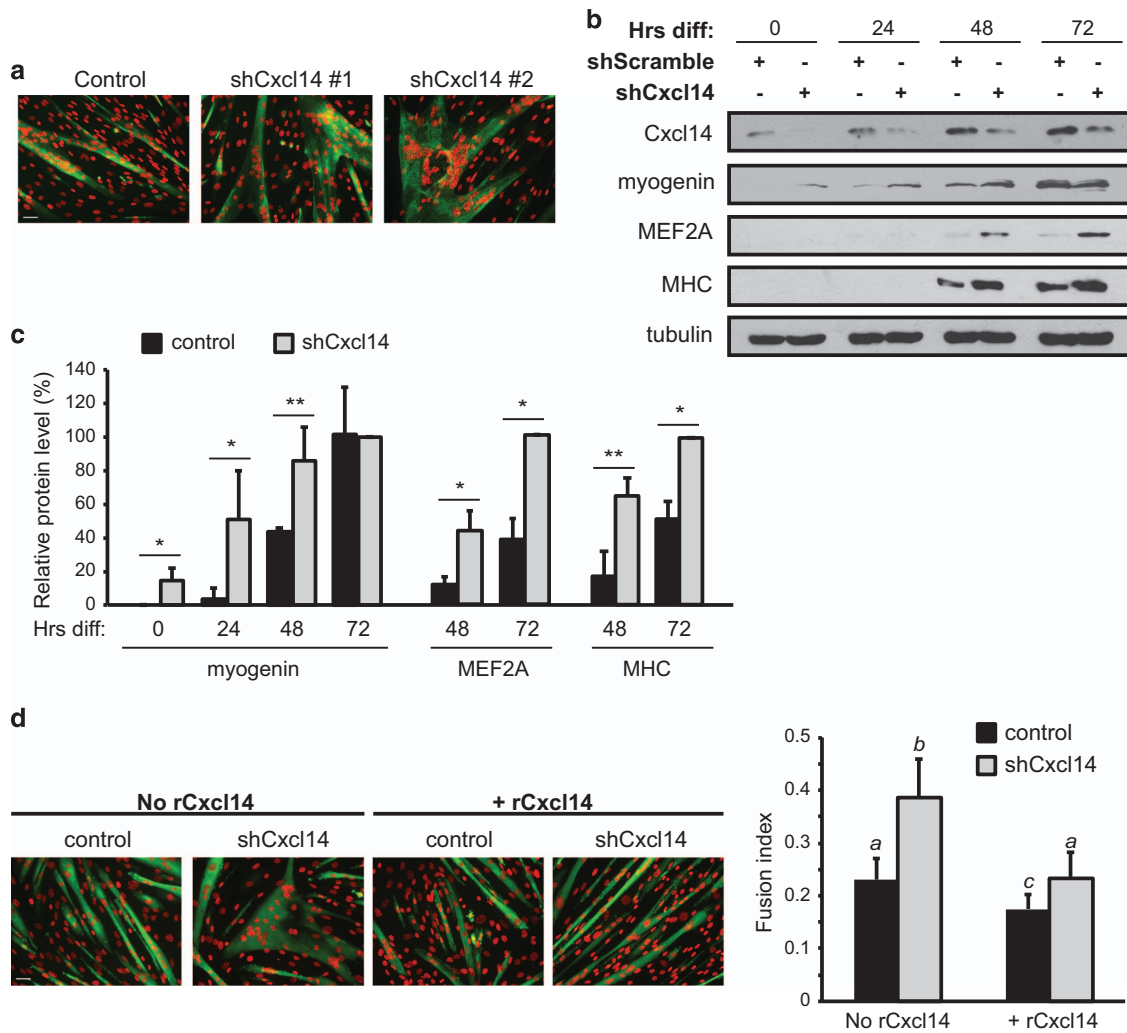 a
Control shCxcl14 #1 shCxcl14 #2
b
Hrs diff: 0 24 48 72
shScramble + - + - + - + -
shCxcl14 - + - + - + - +
Cxcl14
myogenin
MEF2A
MHC
tubulin
c
control shCxcl14
Relative protein level (%)
140
120
100
80
60
40
20
0
* * ** * * ** *
Hrs diff: 0 24 48 72 48 72 48 72
myogenin MEF2A MHC
d
No rCxcl14 + rCxcl14
control shCxcl14 control shCxcl14
control
shCxcl14
Fusion index
0.5
0.4
0.3
0.2
0.1
0
a b c a
No rCxcl14 + rCxcl14